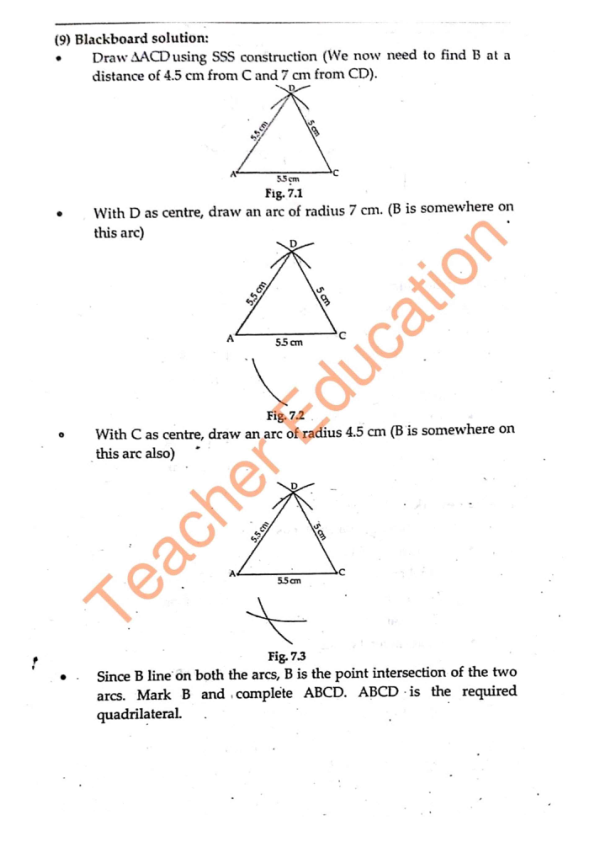 (9) Blackboard solution:
• Draw ΔACD using SSS construction (We now need to find B at a
distance of 4.5 cm from C and 7 cm from CD).
D
5.5 cm
5 cm
A
C
5.5 cm
Fig. 7.1
• With D as centre, draw an arc of radius 7 cm. (B is somewhere on
this arc)
D
5.5 cm
5 cm
A
C
5.5 cm
Fig. 7.2
• With C as centre, draw an arc of radius 4.5 cm (B is somewhere on
this arc also)
D
5.5 cm
5 cm
A
C
5.5 cm
Fig. 7.3
• Since B line on both the arcs, B is the point intersection of the two
arcs. Mark B and complete ABCD. ABCD is the required
quadrilateral.
Teacher Education